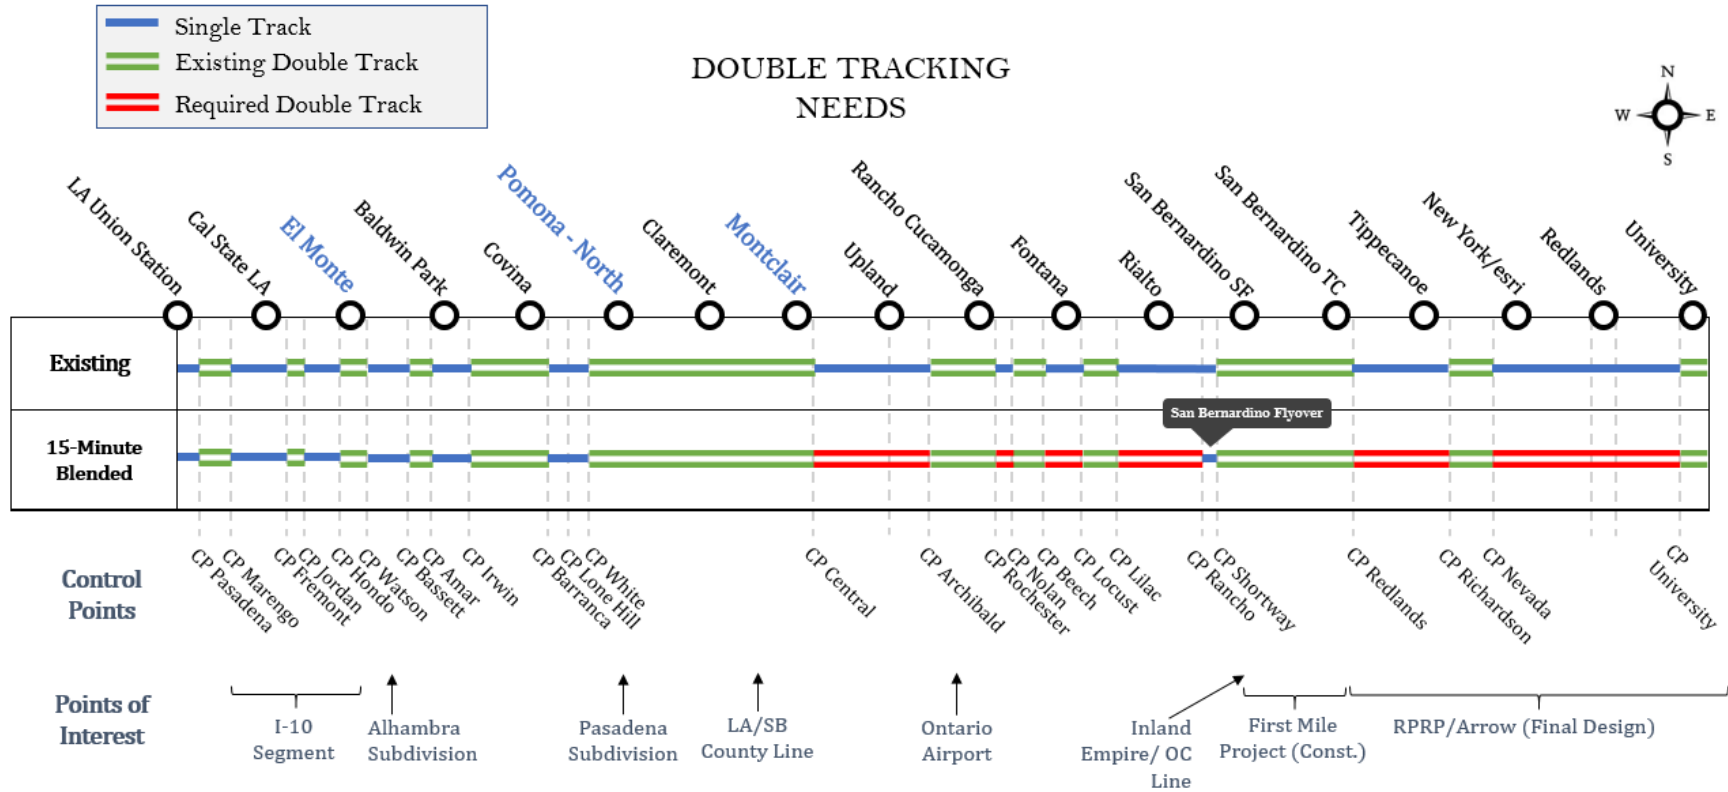 Single Track
Existing Double Track
Required Double Track
DOUBLE TRACKING
NEEDS
N
W
E
S
LA Union Station
Cal State LA
El Monte
Baldwin Park
Covina
Pomona - North
Claremont
Montclair
Upland
Rancho Cucamonga
Fontana
Rialto
San Bernardino SF
San Bernardino TC
Tippecanoe
New York/esri
Redlands
University
Existing
San Bernardino Flyover
15-Minute
Blended
Control
Points
CP Pasadena
CP Marengo
CP Fremont
CP Jordan
CP Hondo
CP Watson
CP Bassett
CP Amar
CP Irwin
CP Barranca
CP Lone Hill
CP White
CP Central
CP Archibald
CP Rochester
CP Nolan
CP Beech
CP Locust
CP Lilac
CP Rancho
CP Shortway
CP Redlands
CP Richardson
CP Nevada
CP
University
Points of
Interest
I-10
Segment
Alhambra
Subdivision
Pasadena
Subdivision
LA/SB
County Line
Ontario
Airport
Inland
Empire/ OC
Line
First Mile
Project (Const.)
RPRP/Arrow (Final Design)